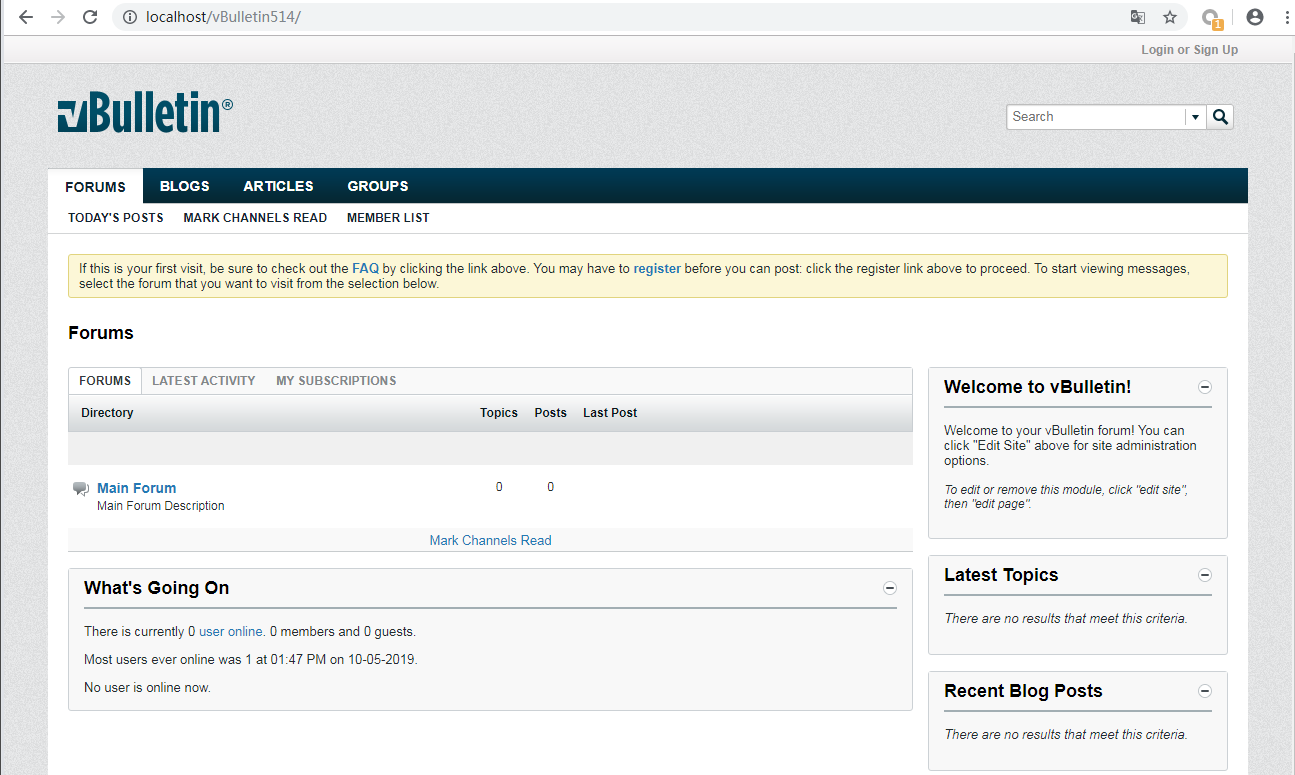 localhost/vBulletin514/
1
Login or Sign Up
vBulletin®
Search
FORUMS BLOGS ARTICLES GROUPS
TODAY'S POSTS MARK CHANNELS READ MEMBER LIST
If this is your first visit, be sure to check out the FAQ by clicking the link above. You may have to register before you can post: click the register link above to proceed. To start viewing messages,
select the forum that you want to visit from the selection below.
Forums
FORUMS LATEST ACTIVITY MY SUBSCRIPTIONS
Directory Topics Posts Last Post
Main Forum 0 0
Main Forum Description
Mark Channels Read
What's Going On
There is currently 0 user online. 0 members and 0 guests.
Most users ever online was 1 at 01:47 PM on 10-05-2019.
No user is online now.
Welcome to vBulletin!
Welcome to your vBulletin forum! You can
click "Edit Site" above for site administration
options.
To edit or remove this module, click "edit site",
then "edit page".
Latest Topics
There are no results that meet this criteria.
Recent Blog Posts
There are no results that meet this criteria.